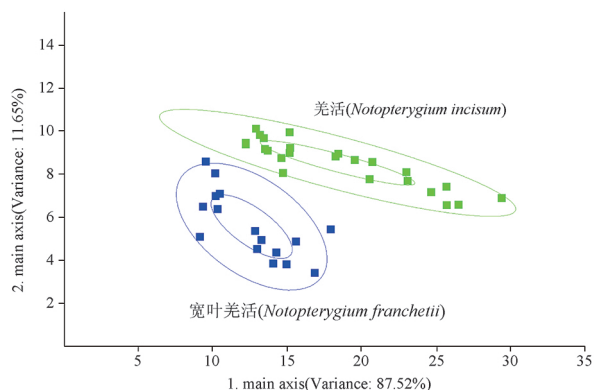 14
12
10
8
6
4
2
2. main axis(Variance: 11.65%)
羌活(Notopterygium incisum)
宽叶羌活(Notopterygium franchetii)
5 10 15 20 25 30 35
1. main axis(Variance: 87.52%)